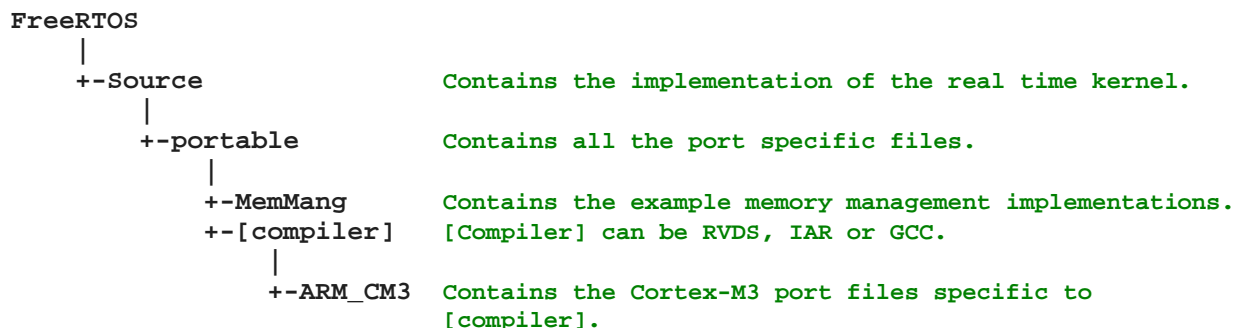 FreeRTOS
|
+-Source Contains the implementation of the real time kernel.
|
+-portable Contains all the port specific files.
|
+-MemMang Contains the example memory management implementations.
+-[compiler] [Compiler] can be RVDS, IAR or GCC.
|
+-ARM_CM3 Contains the Cortex-M3 port files specific to
[compiler].